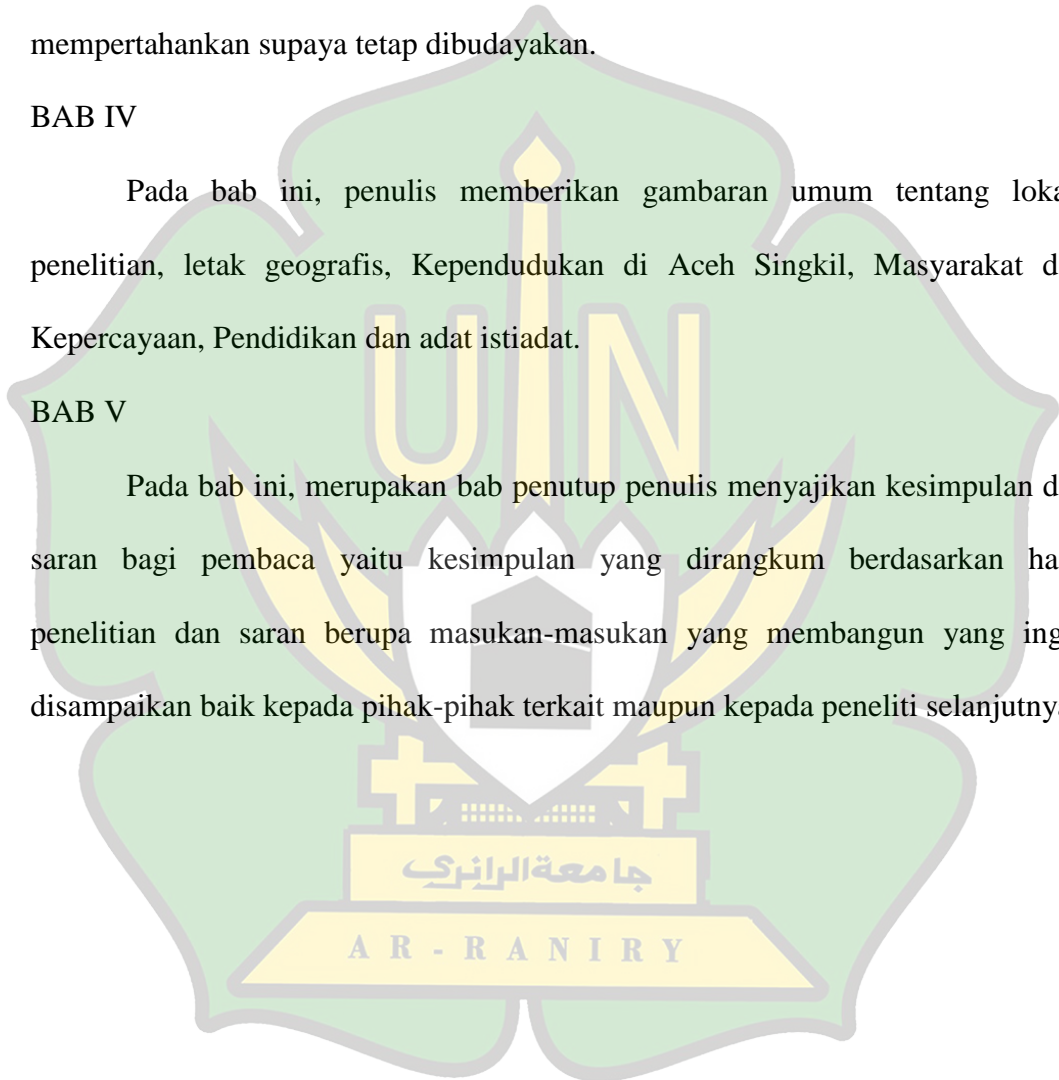 mempertahankan supaya tetap dibudayakan.
BAB IV
Pada bab ini, penulis memberikan gambaran umum tentang loka
penelitian, letak geografis, Kependudukan di Aceh Singkil, Masyarakat d
Kepercayaan, Pendidikan dan adat istiadat.
BAB V
Pada bab ini, merupakan bab penutup penulis menyajikan kesimpulan d
saran bagi pembaca yaitu kesimpulan yang dirangkum berdasarkan ha
penelitian dan saran berupa masukan-masukan yang membangun yang ing
disampaikan baik kepada pihak-pihak terkait maupun kepada peneliti selanjutnya
UIN
جامعةالرانري
AR-RANIRY